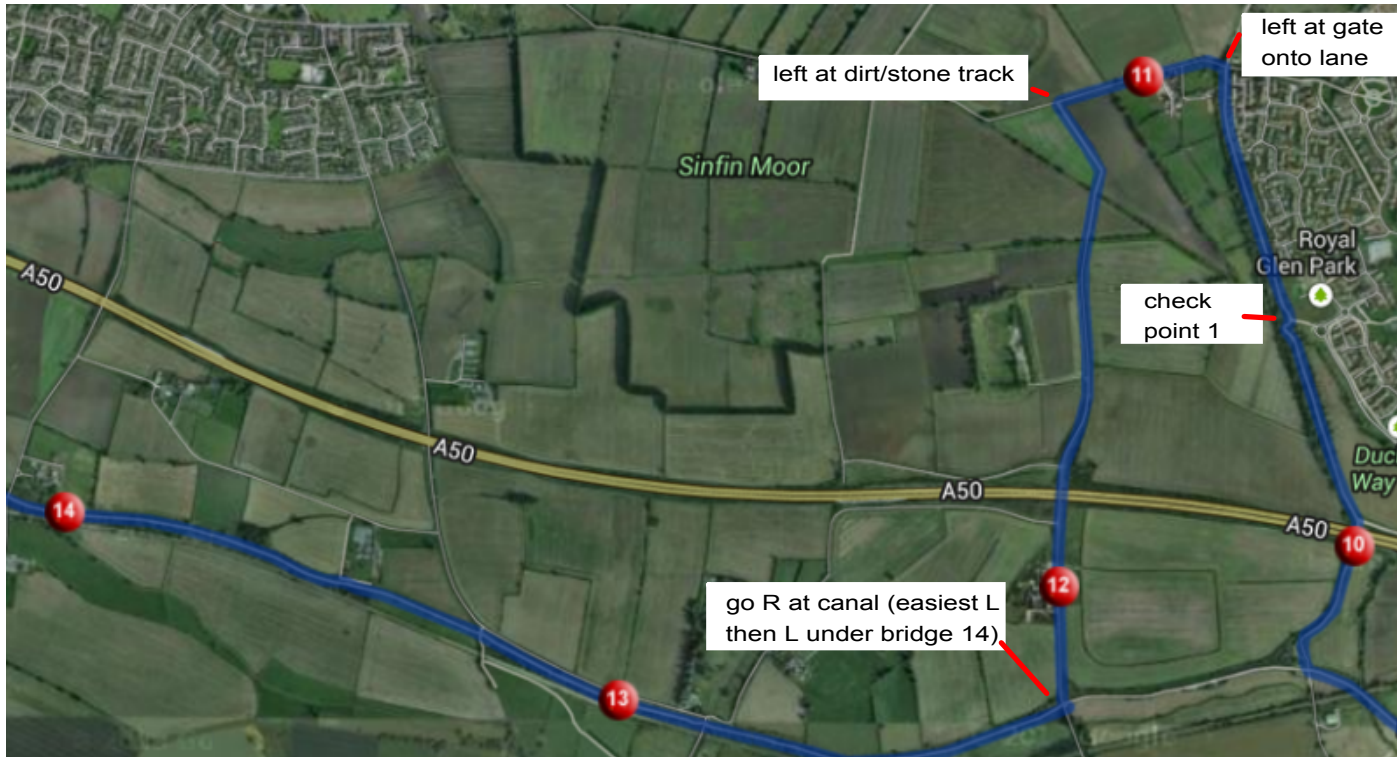 left at gate
onto lane
left at dirt/stone track
11
Sinfin Moor
Royal
Glen Park
A50
check
point 1
A50
A50
Duc
Way
14
A50
10
12
go R at canal (easiest L
then L under bridge 14)
13